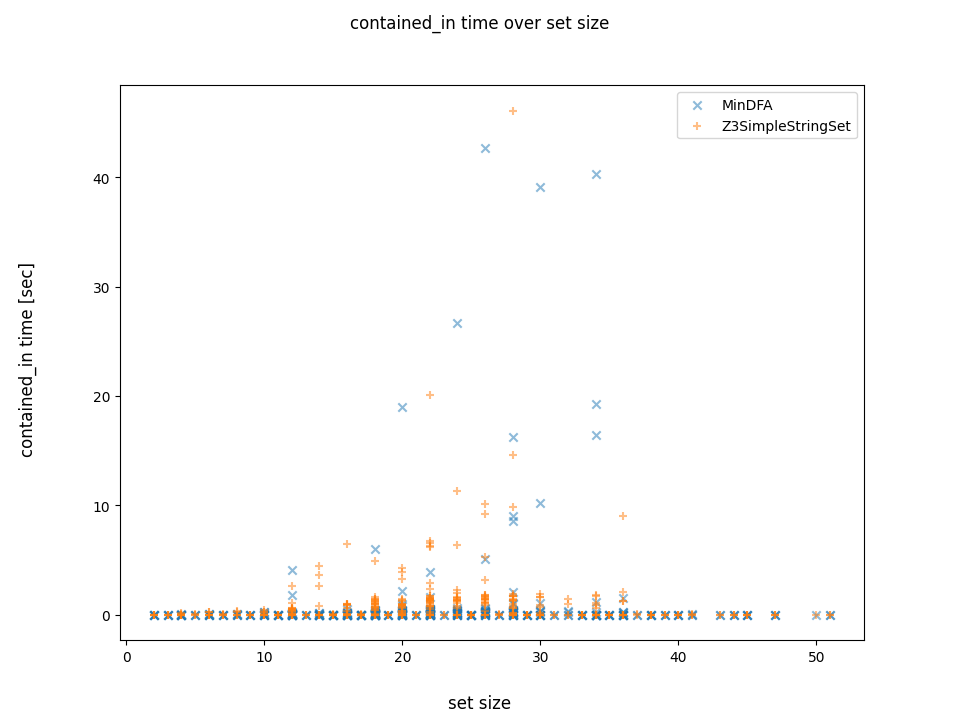 contained_in time over set size
MinDFA
Z3SimpleStringSet
contained_in time [sec]
40
30
20
10
0
0 10 20 30 40 50
set size